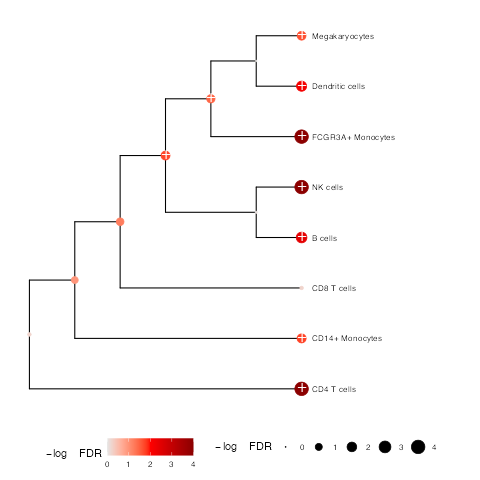 Megakaryocytes
Dendritic cells
FCGR3A+ Monocytes
NK cells
B cells
CD8 T cells
CD14+ Monocytes
CD4 T cells
−log FDR 0 1 2 3 4
−log FDR 0 1 2 3 4